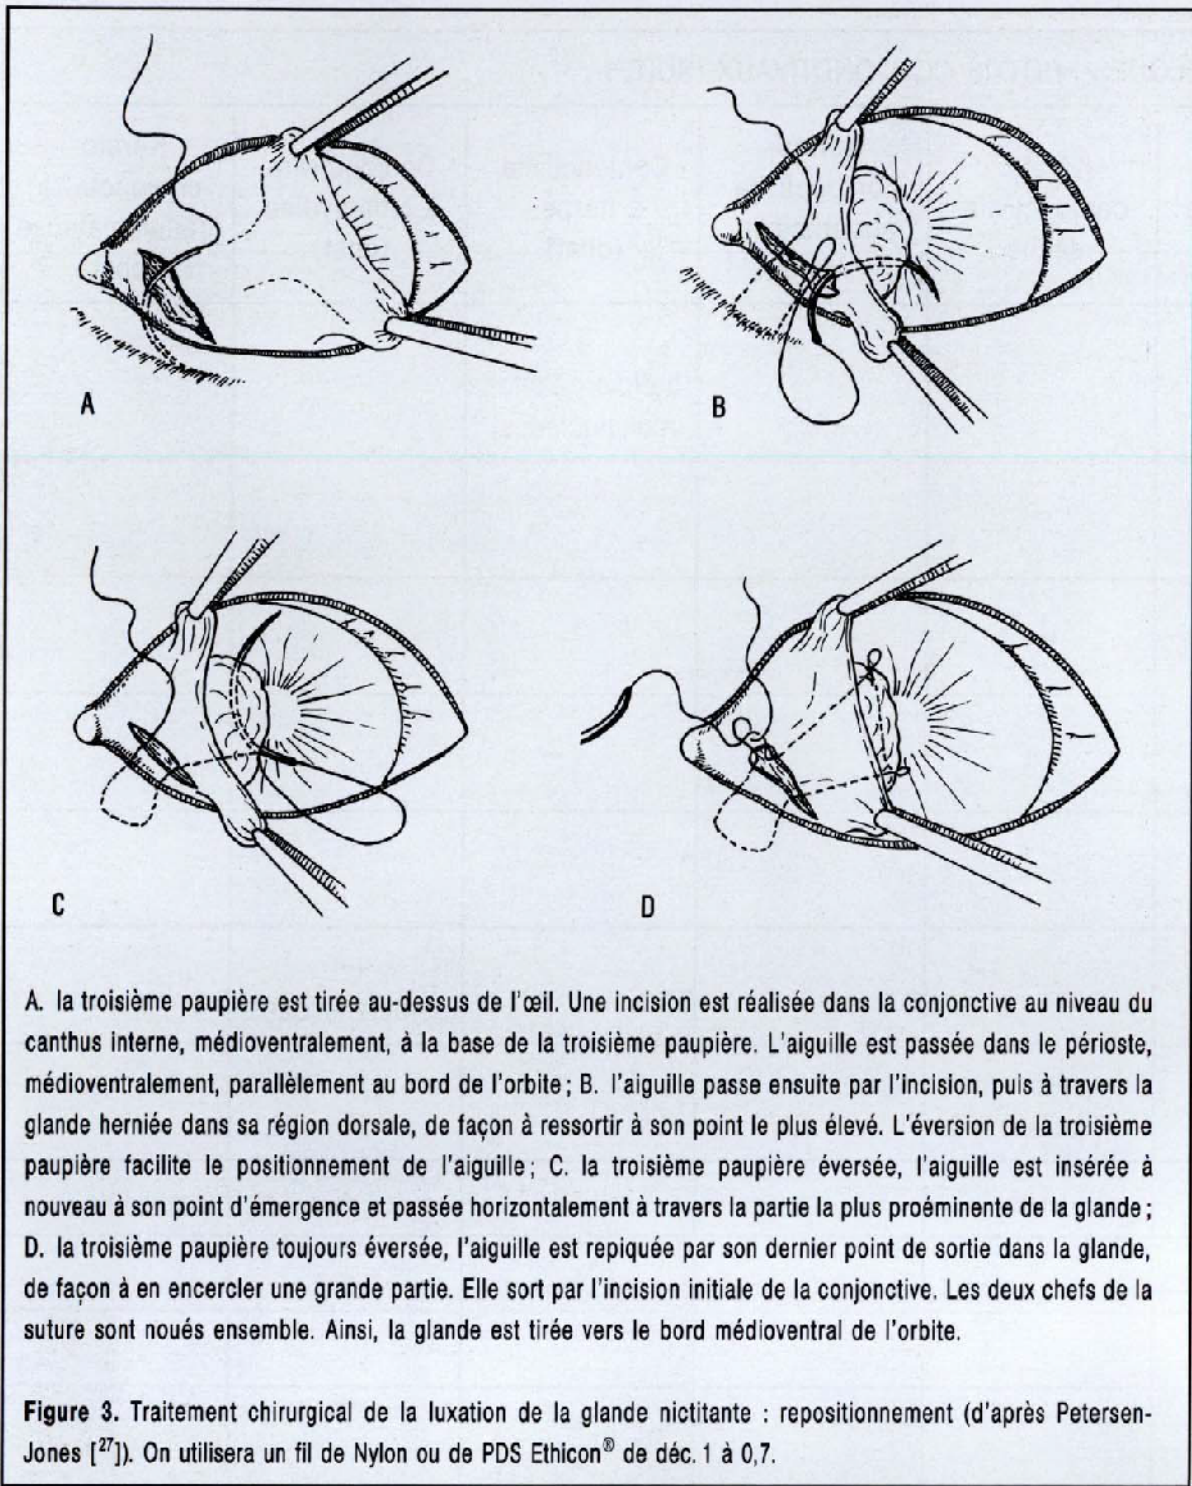 A
B
C
D
A. la troisième paupière est tirée au-dessus de l'œil. Une incision est réalisée dans la conjonctive au niveau du
canthus interne, médioventralement, à la base de la troisième paupière. L'aiguille est passée dans le périoste,
médioventralement, parallèlement au bord de l'orbite ; B. l'aiguille passe ensuite par l'incision, puis à travers la
glande herniée dans sa région dorsale, de façon à ressortir à son point le plus élevé. L'éversion de la troisième
paupière facilite le positionnement de l'aiguille ; C. la troisième paupière éversée, l'aiguille est insérée à
nouveau à son point d'émergence et passée horizontalement à travers la partie la plus proéminente de la glande ;
D. la troisième paupière toujours éversée, l'aiguille est repiquée par son dernier point de sortie dans la glande,
de façon à en encercler une grande partie. Elle sort par l'incision initiale de la conjonctive. Les deux chefs de la
suture sont noués ensemble. Ainsi, la glande est tirée vers le bord médioventral de l'orbite.
Figure 3. Traitement chirurgical de la luxation de la glande nictitante : repositionnement (d'après Petersen-
Jones [27]). On utilisera un fil de Nylon ou de PDS Ethicon® de déc. 1 à 0,7.